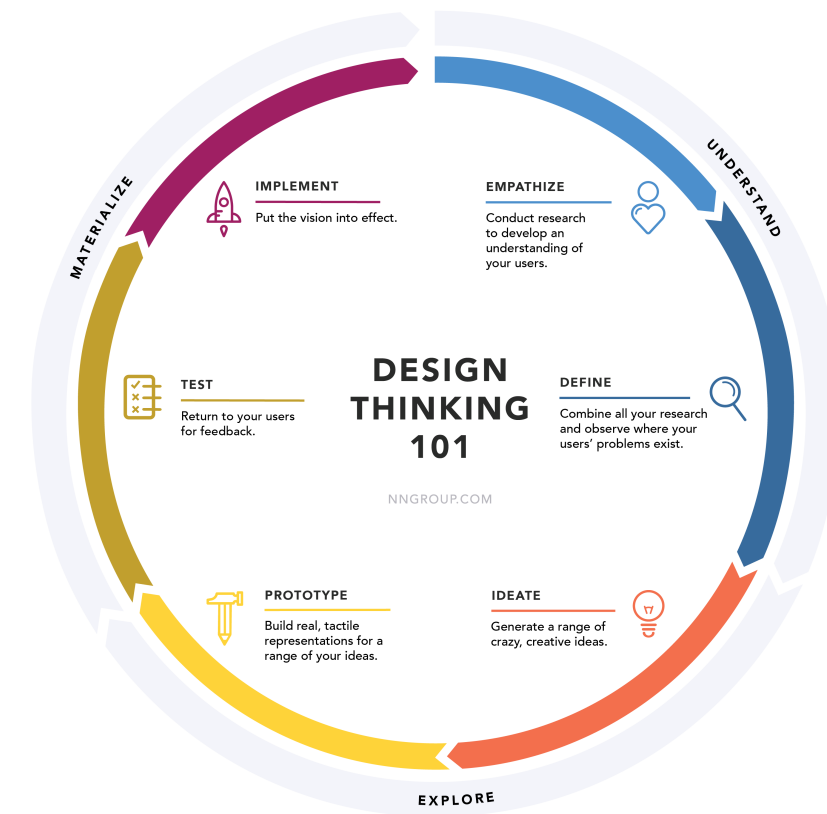 DESIGN
THINKING
101
NNGROUP.COM
UNDERSTAND
EMPATHIZE
Conduct research
to develop an
understanding of
your users.
DEFINE
Combine all your research
and observe where your
users’ problems exist.
EXPLORE
IDEATE
Generate a range of
crazy, creative ideas.
PROTOTYPE
Build real, tactile
representations for a
range of your ideas.
MATERIALIZE
TEST
Return to your users
for feedback.
IMPLEMENT
Put the vision into effect.